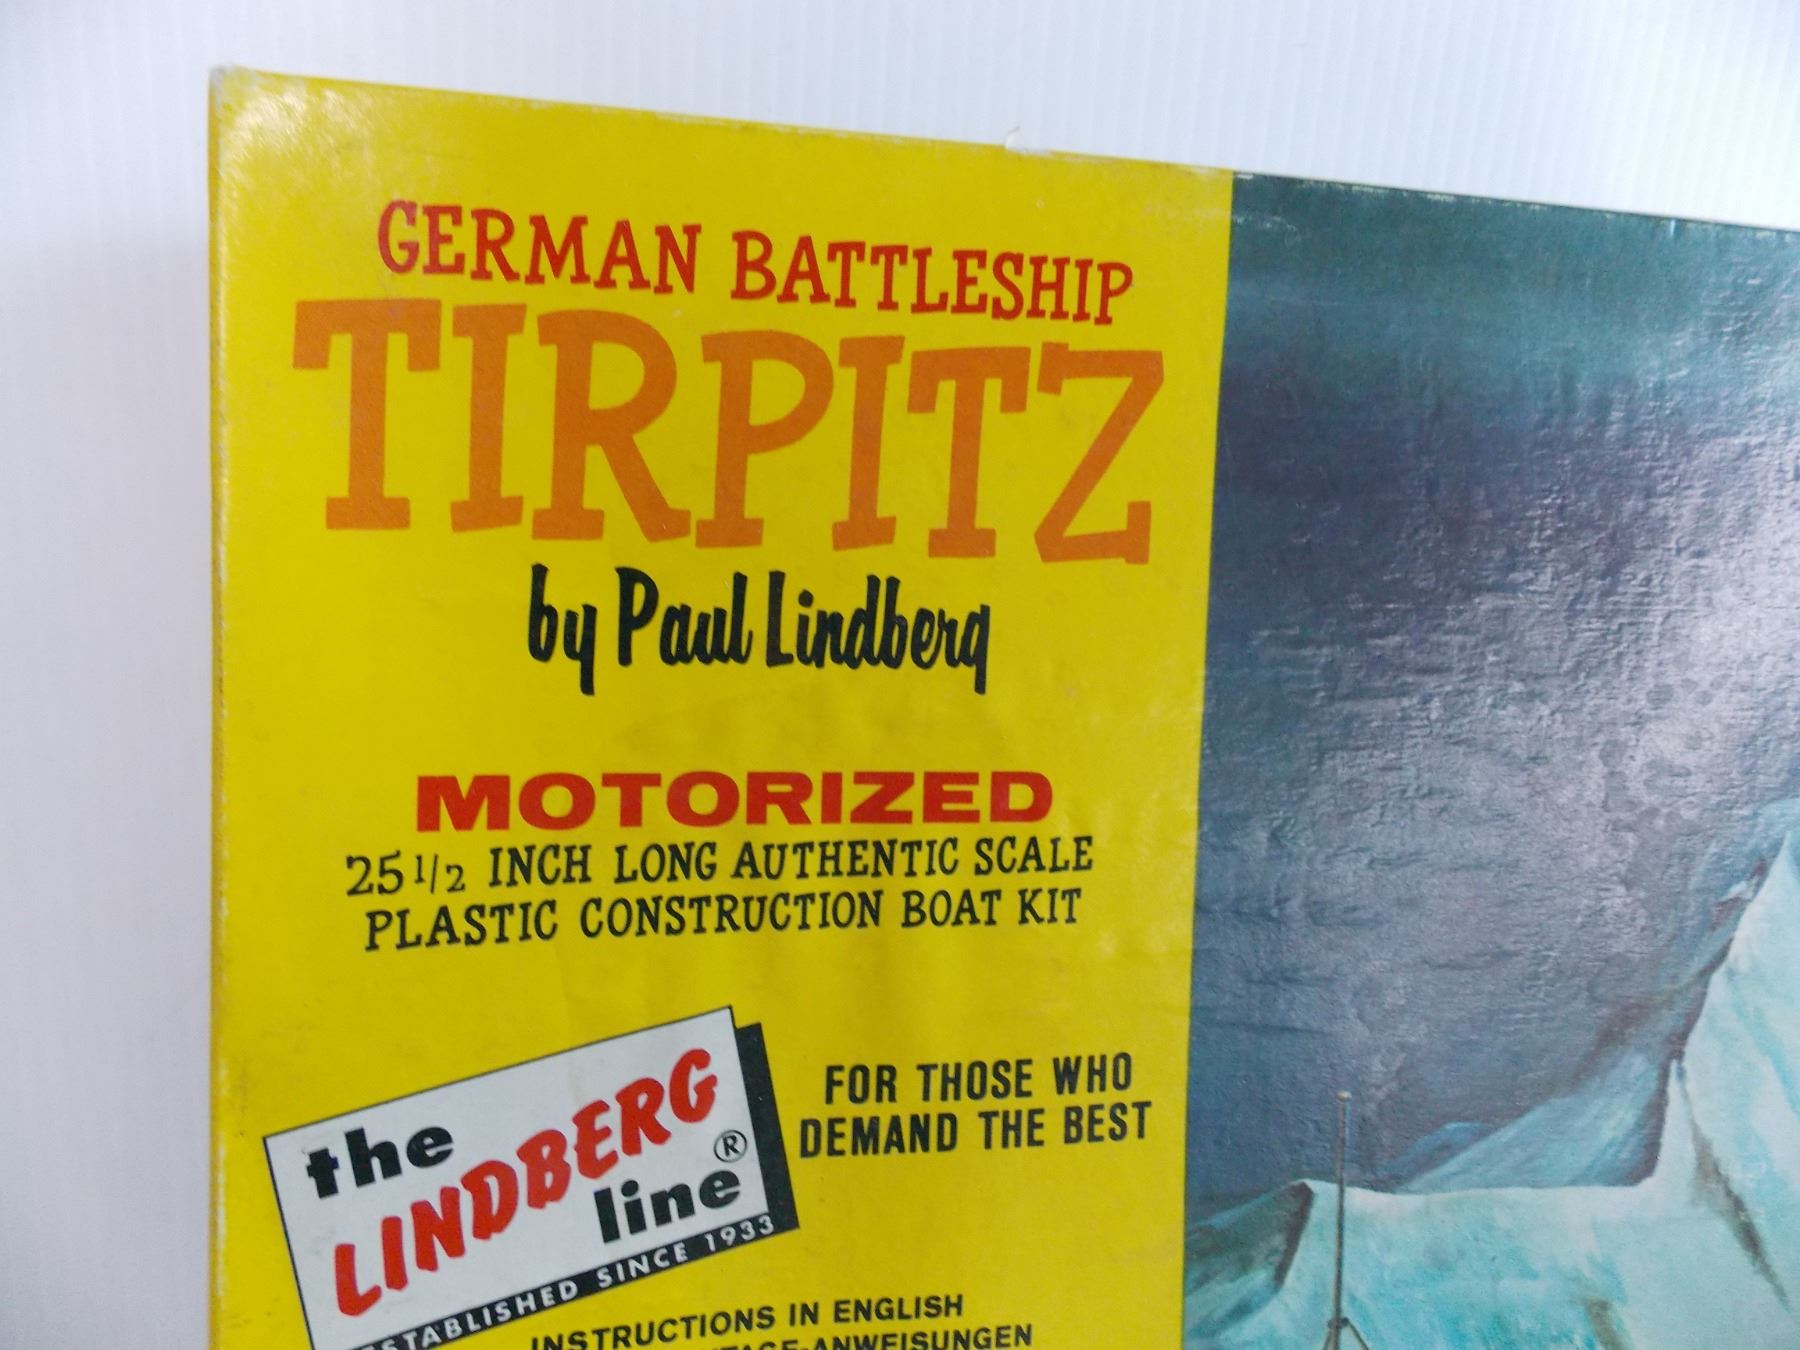 GERMAN BATTLESHIP
TIRPITZ
by Paul Lindberg
MOTORIZED
25 1/2 INCH LONG AUTHENTIC SCALE
PLASTIC CONSTRUCTION BOAT KIT
the
LINDBERG
line®
ESTABLISHED SINCE 1933
FOR THOSE WHO
DEMAND THE BEST
INSTRUCTIONS IN ENGLISH